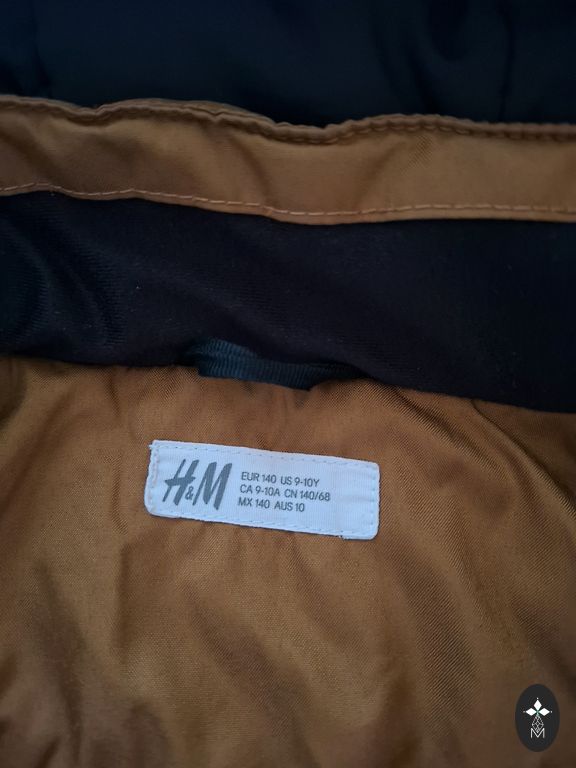 H&M
EUR 140 US 9-10Y
CA 9-10A CN 140/68
MX 140 AUS 10
M